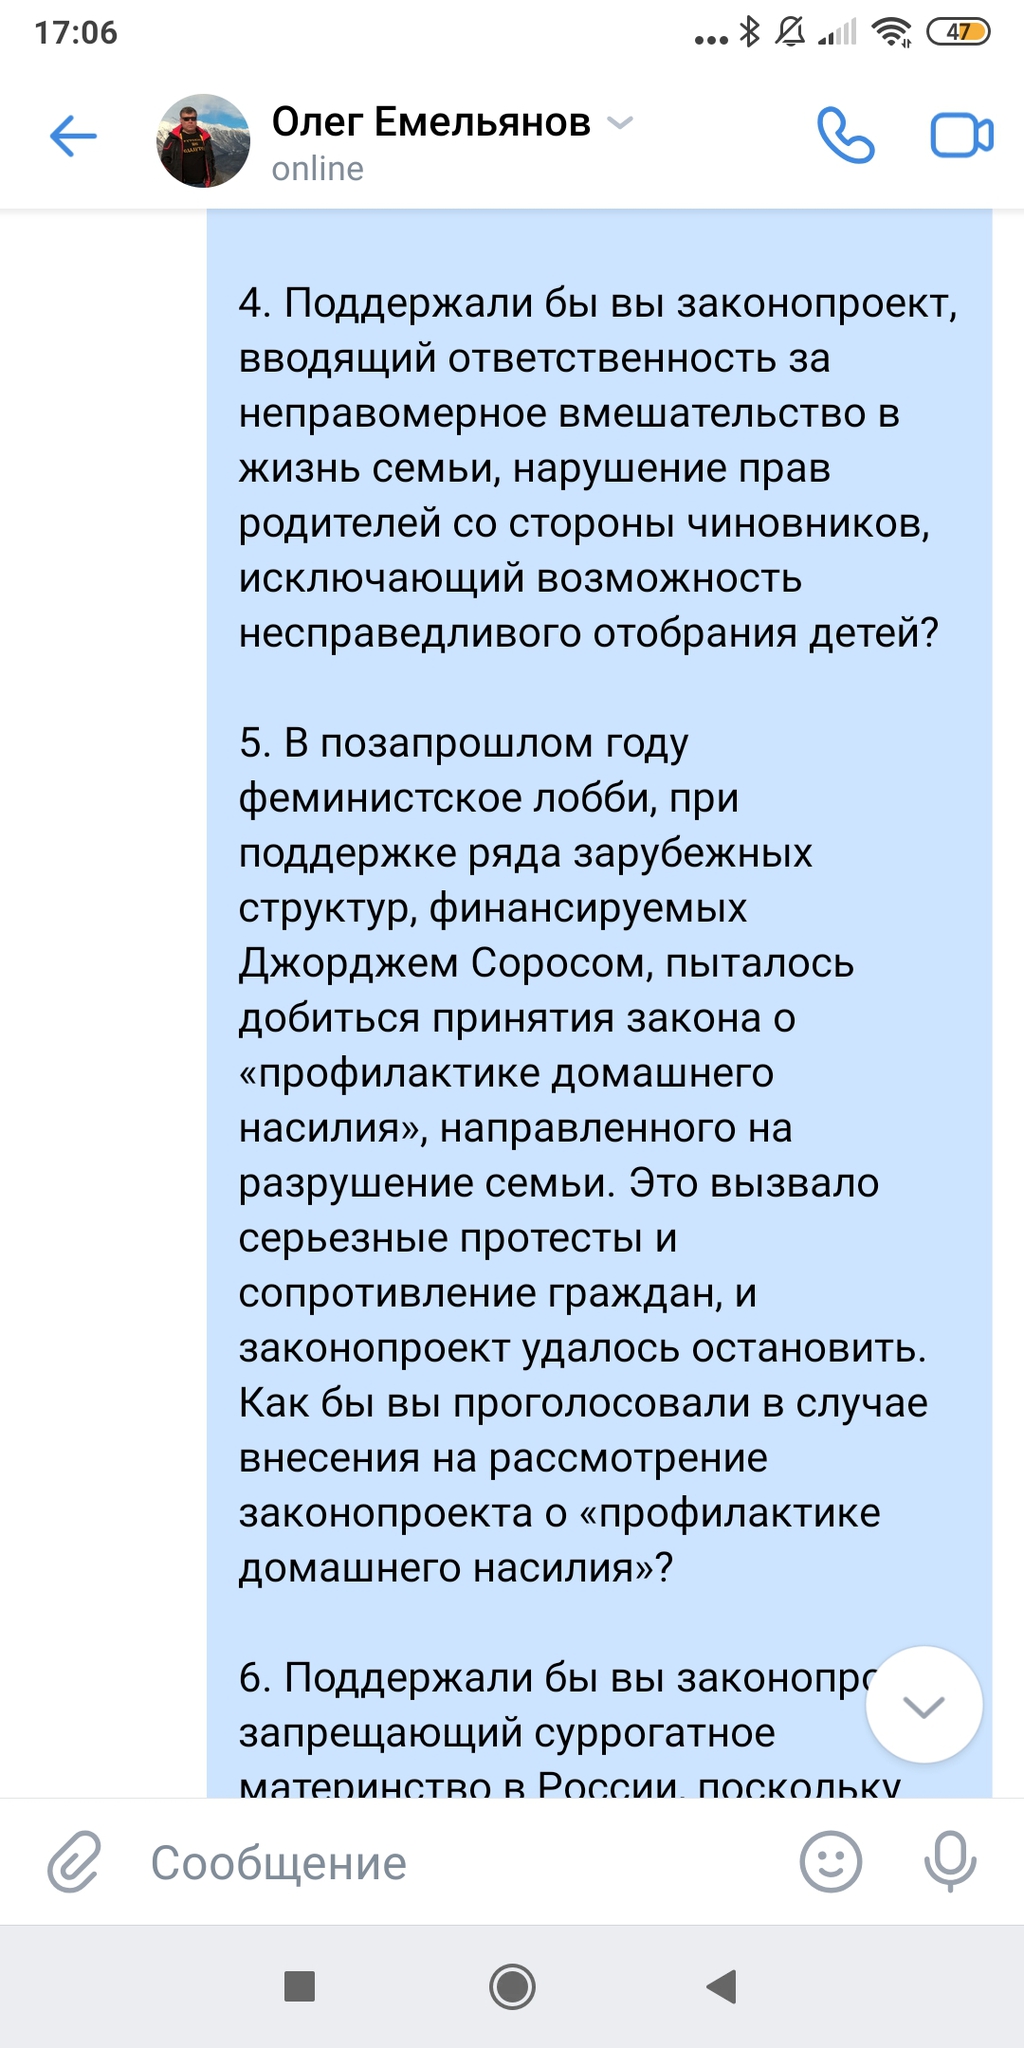 17:06
47
Олег Емельянов
online
4. Поддержали бы вы законопроект,
вводящий ответственность за
неправомерное вмешательство в
жизнь семьи, нарушение прав
родителей со стороны чиновников,
исключающий возможность
несправедливого отобрания детей?
5. В позапрошлом году
феминистское лобби, при
поддержке ряда зарубежных
структур, финансируемых
Джорджем Соросом, пыталось
добиться принятия закона о
«профилактике домашнего
насилия», направленного на
разрушение семьи. Это вызвало
серьезные протесты и
сопротивление граждан, и
законопроект удалось остановить.
Как бы вы проголосовали в случае
внесения на рассмотрение
законопроекта о «профилактике
домашнего насилия»?
6. Поддержали бы вы законопро
запрещающий суррогатное
материнство в России, поскольку
Сообщение